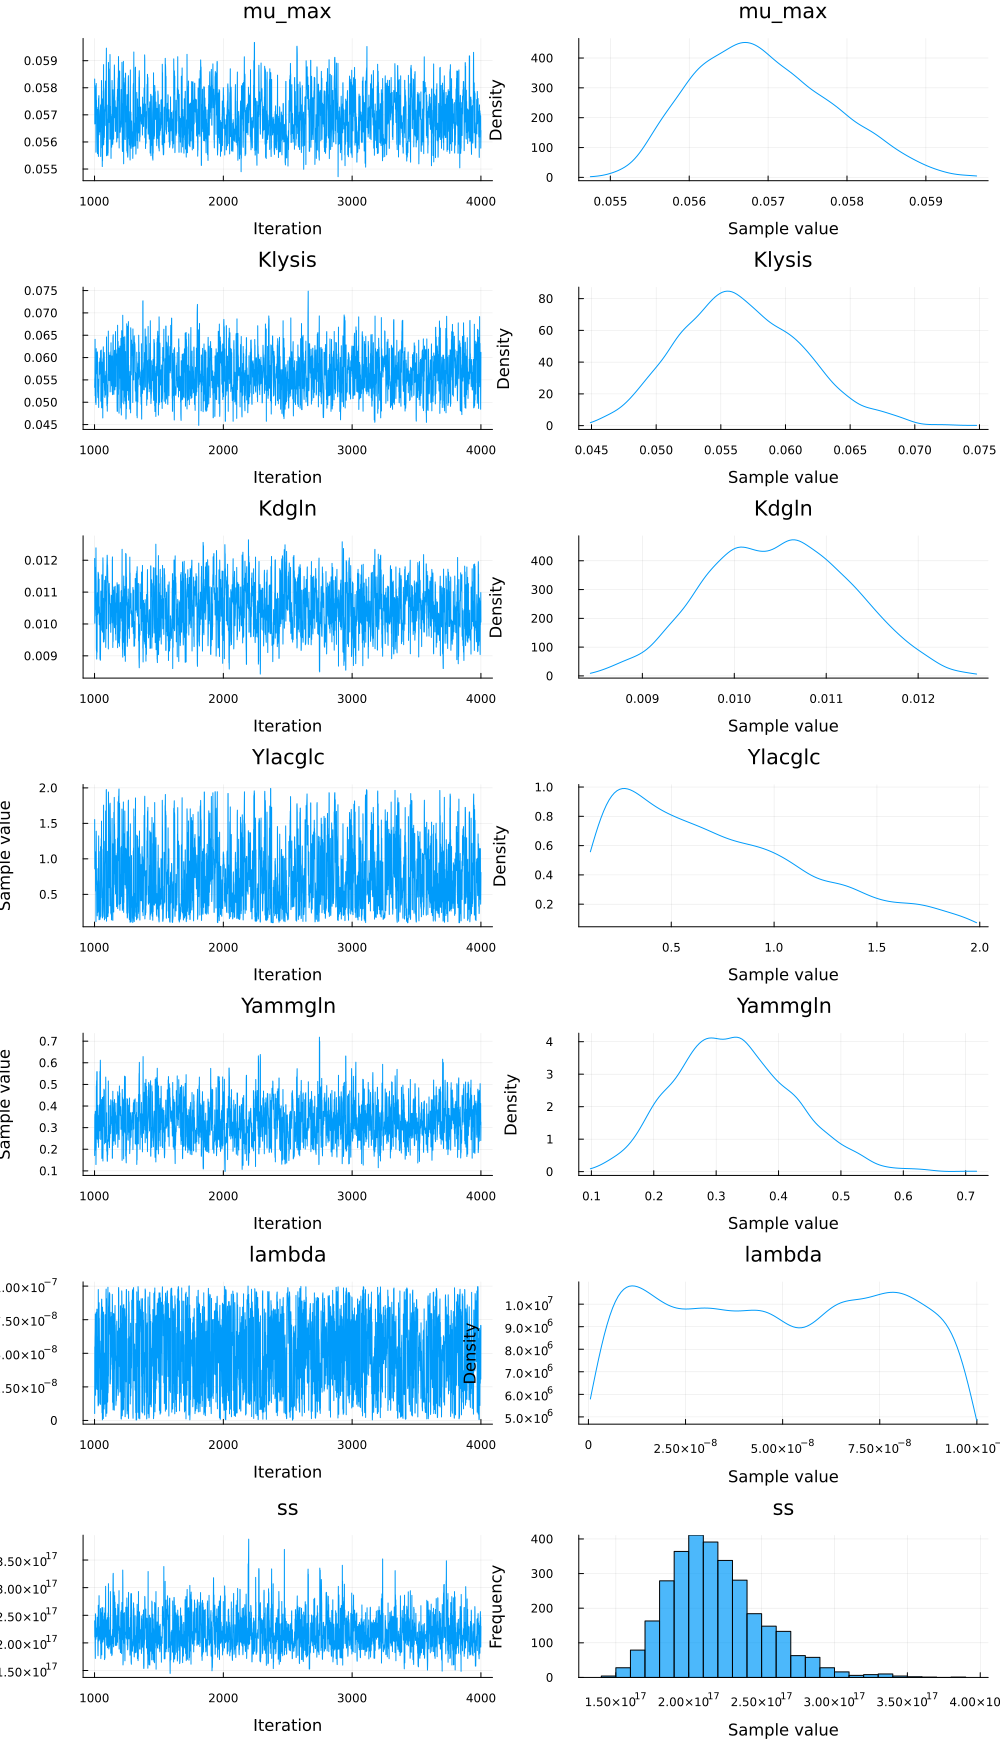 mu_max mu_max
0.059
0.058
0.057
0.056
0.055
1000 2000 3000 4000
Iteration
Density
400
300
200
100
0
0.055 0.056 0.057 0.058 0.059
Sample value
Klysis Klysis
0.075
0.070
0.065
0.060
0.055
0.050
0.045
1000 2000 3000 4000
Iteration
Density
80
60
40
20
0
0.045 0.050 0.055 0.060 0.065 0.070 0.075
Sample value
Kdgln Kdgln
0.012
0.011
0.010
0.009
1000 2000 3000 4000
Iteration
Density
400
300
200
100
0
0.009 0.010 0.011 0.012
Sample value
Ylacglc Ylacglc
Sample value
2.0
1.5
1.0
0.5
1000 2000 3000 4000
Iteration
Density
1.0
0.8
0.6
0.4
0.2
0.5 1.0 1.5 2.0
Sample value
Yammgln Yammgln
Sample value
0.7
0.6
0.5
0.4
0.3
0.2
0.1
1000 2000 3000 4000
Iteration
Density
4
3
2
1
0
0.1 0.2 0.3 0.4 0.5 0.6 0.7
Sample value
lambda lambda
.00×10⁻⁷
.50×10⁻⁸
.00×10⁻⁸
.50×10⁻⁸
0
1000 2000 3000 4000
Iteration
Density
1.0×10⁷
9.0×10⁶
8.0×10⁶
7.0×10⁶
6.0×10⁶
5.0×10⁶
0 2.50×10⁻⁸ 5.00×10⁻⁸ 7.50×10⁻⁸ 1.00×10⁻
Sample value
ss ss
3.50×10¹⁷
3.00×10¹⁷
2.50×10¹⁷
2.00×10¹⁷
1.50×10¹⁷
1000 2000 3000 4000
Iteration
Frequency
400
300
200
100
0
1.50×10¹⁷ 2.00×10¹⁷ 2.50×10¹⁷ 3.00×10¹⁷ 3.50×10¹⁷ 4.00×10
Sample value